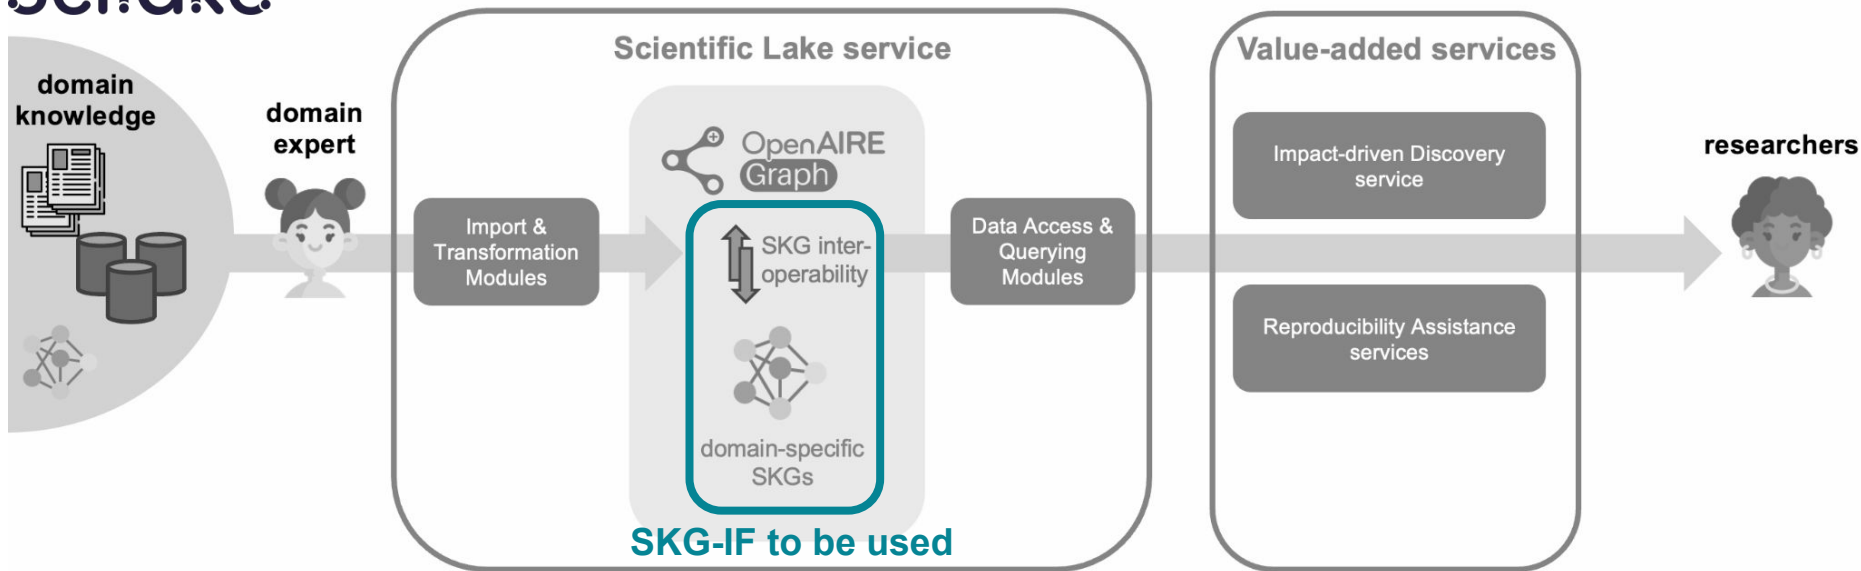 Scientific Lake service
Value-added services
domain
knowledge
domain
expert
OpenAIRE
Graph
Import &
Transformation
Modules
SKG inter-
operability
domain-specific
SKGs
SKG-IF to be used
Data Access &
Querying
Modules
Impact-driven Discovery
service
Reproducibility Assistance
services
researchers